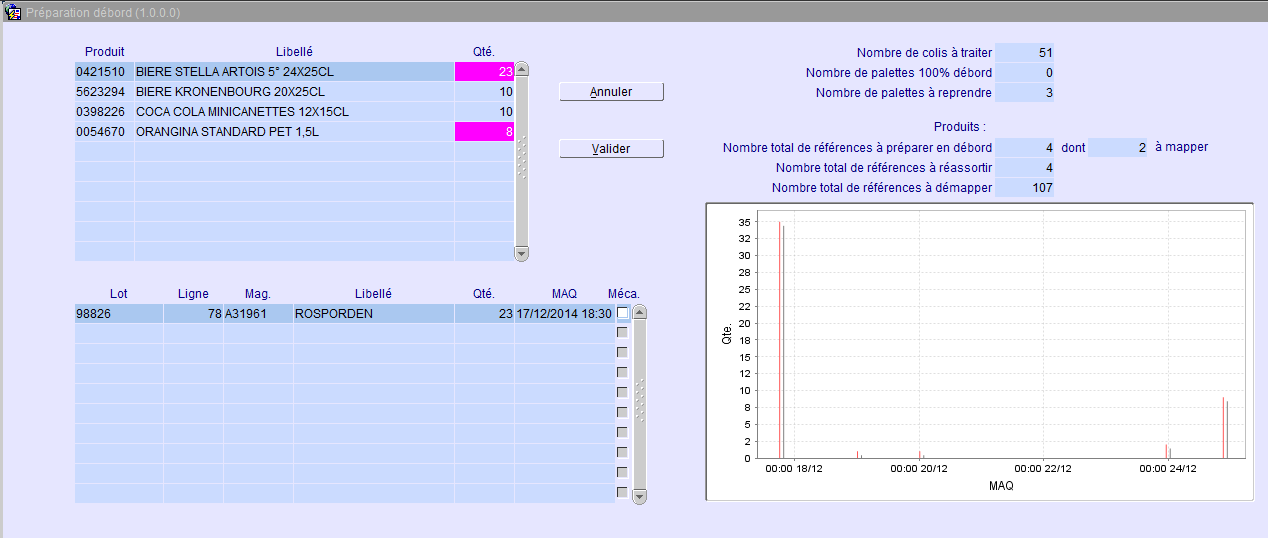 Préparation débord (1.0.0.0)
Produit Libellé Qté.
0421510 BIERE STELLA ARTOIS 5° 24X25CL 23
5623294 BIERE KRONENBOURG 20X25CL 10
0398226 COCA COLA MINICANETTES 12X15CL 10
0054670 ORANGINA STANDARD PET 1,5L 8
Annuler
Valider
Nombre de colis à traiter 51
Nombre de palettes 100% débord 0
Nombre de palettes à reprendre 3
Produits :
Nombre total de références à préparer en débord 4 dont 2 à mapper
Nombre total de références à réassortir 4
Nombre total de références à démapper 107
Lot Ligne Mag. Libellé Qté. MAQ Méca.
98826 78 A31961 ROSPORDEN 23 17/12/2014 18:30
Qte.
35
32
30
28
25
22
20
18
15
12
10
8
5
2
0
00:00 18/12 00:00 20/12 00:00 22/12 00:00 24/12
MAQ